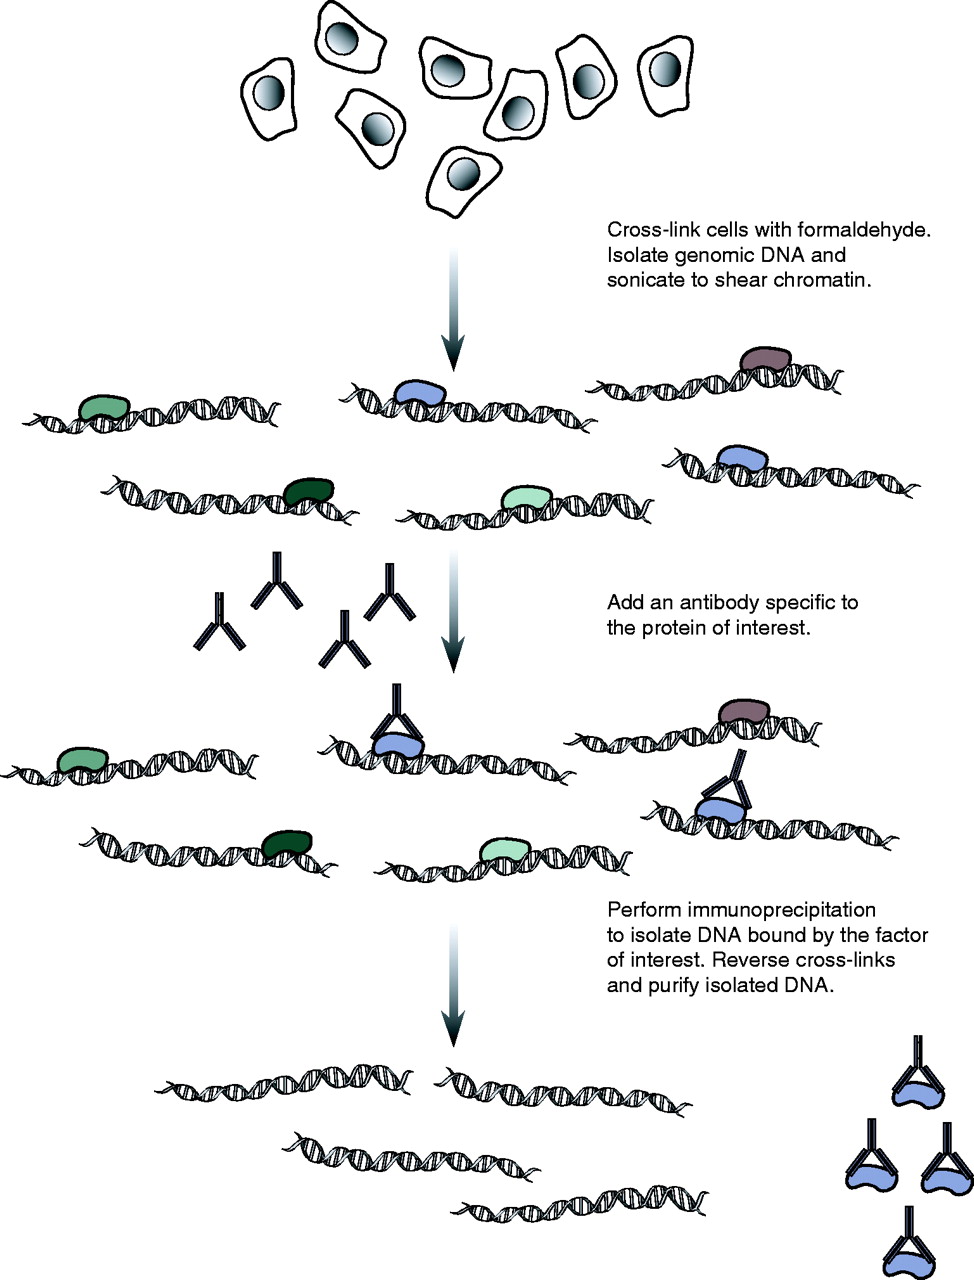 Cross-link cells with formaldehyde.
Isolate genomic DNA and
sonicate to shear chromatin.
Add an antibody specific to
the protein of interest.
Perform immunoprecipitation
to isolate DNA bound by the factor
of interest. Reverse cross-links
and purify isolated DNA.